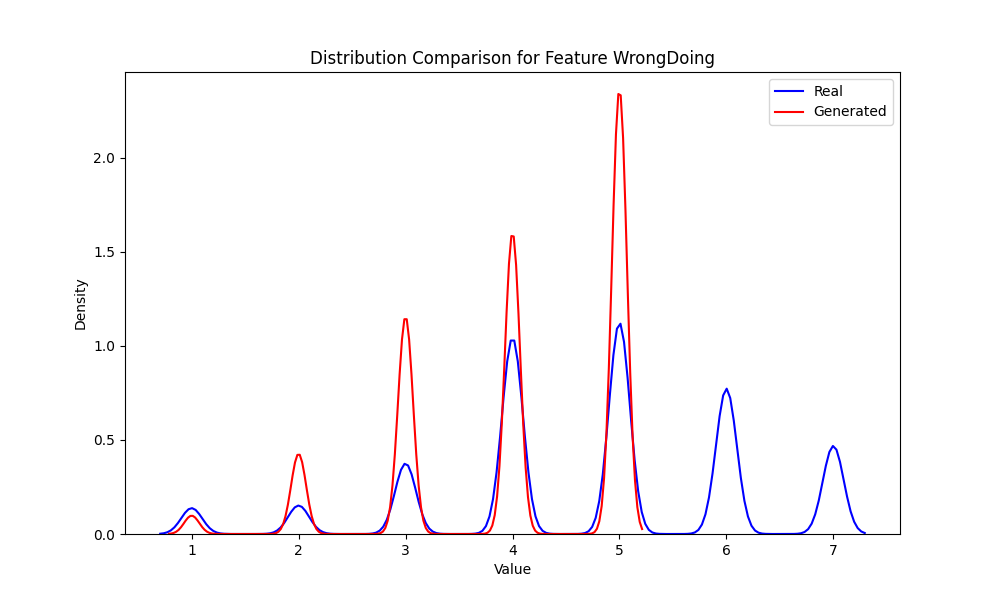 Distribution Comparison for Feature WrongDoing
Real
Generated
Density
2.0
1.5
1.0
0.5
0.0
1 2 3 4 5 6 7
Value